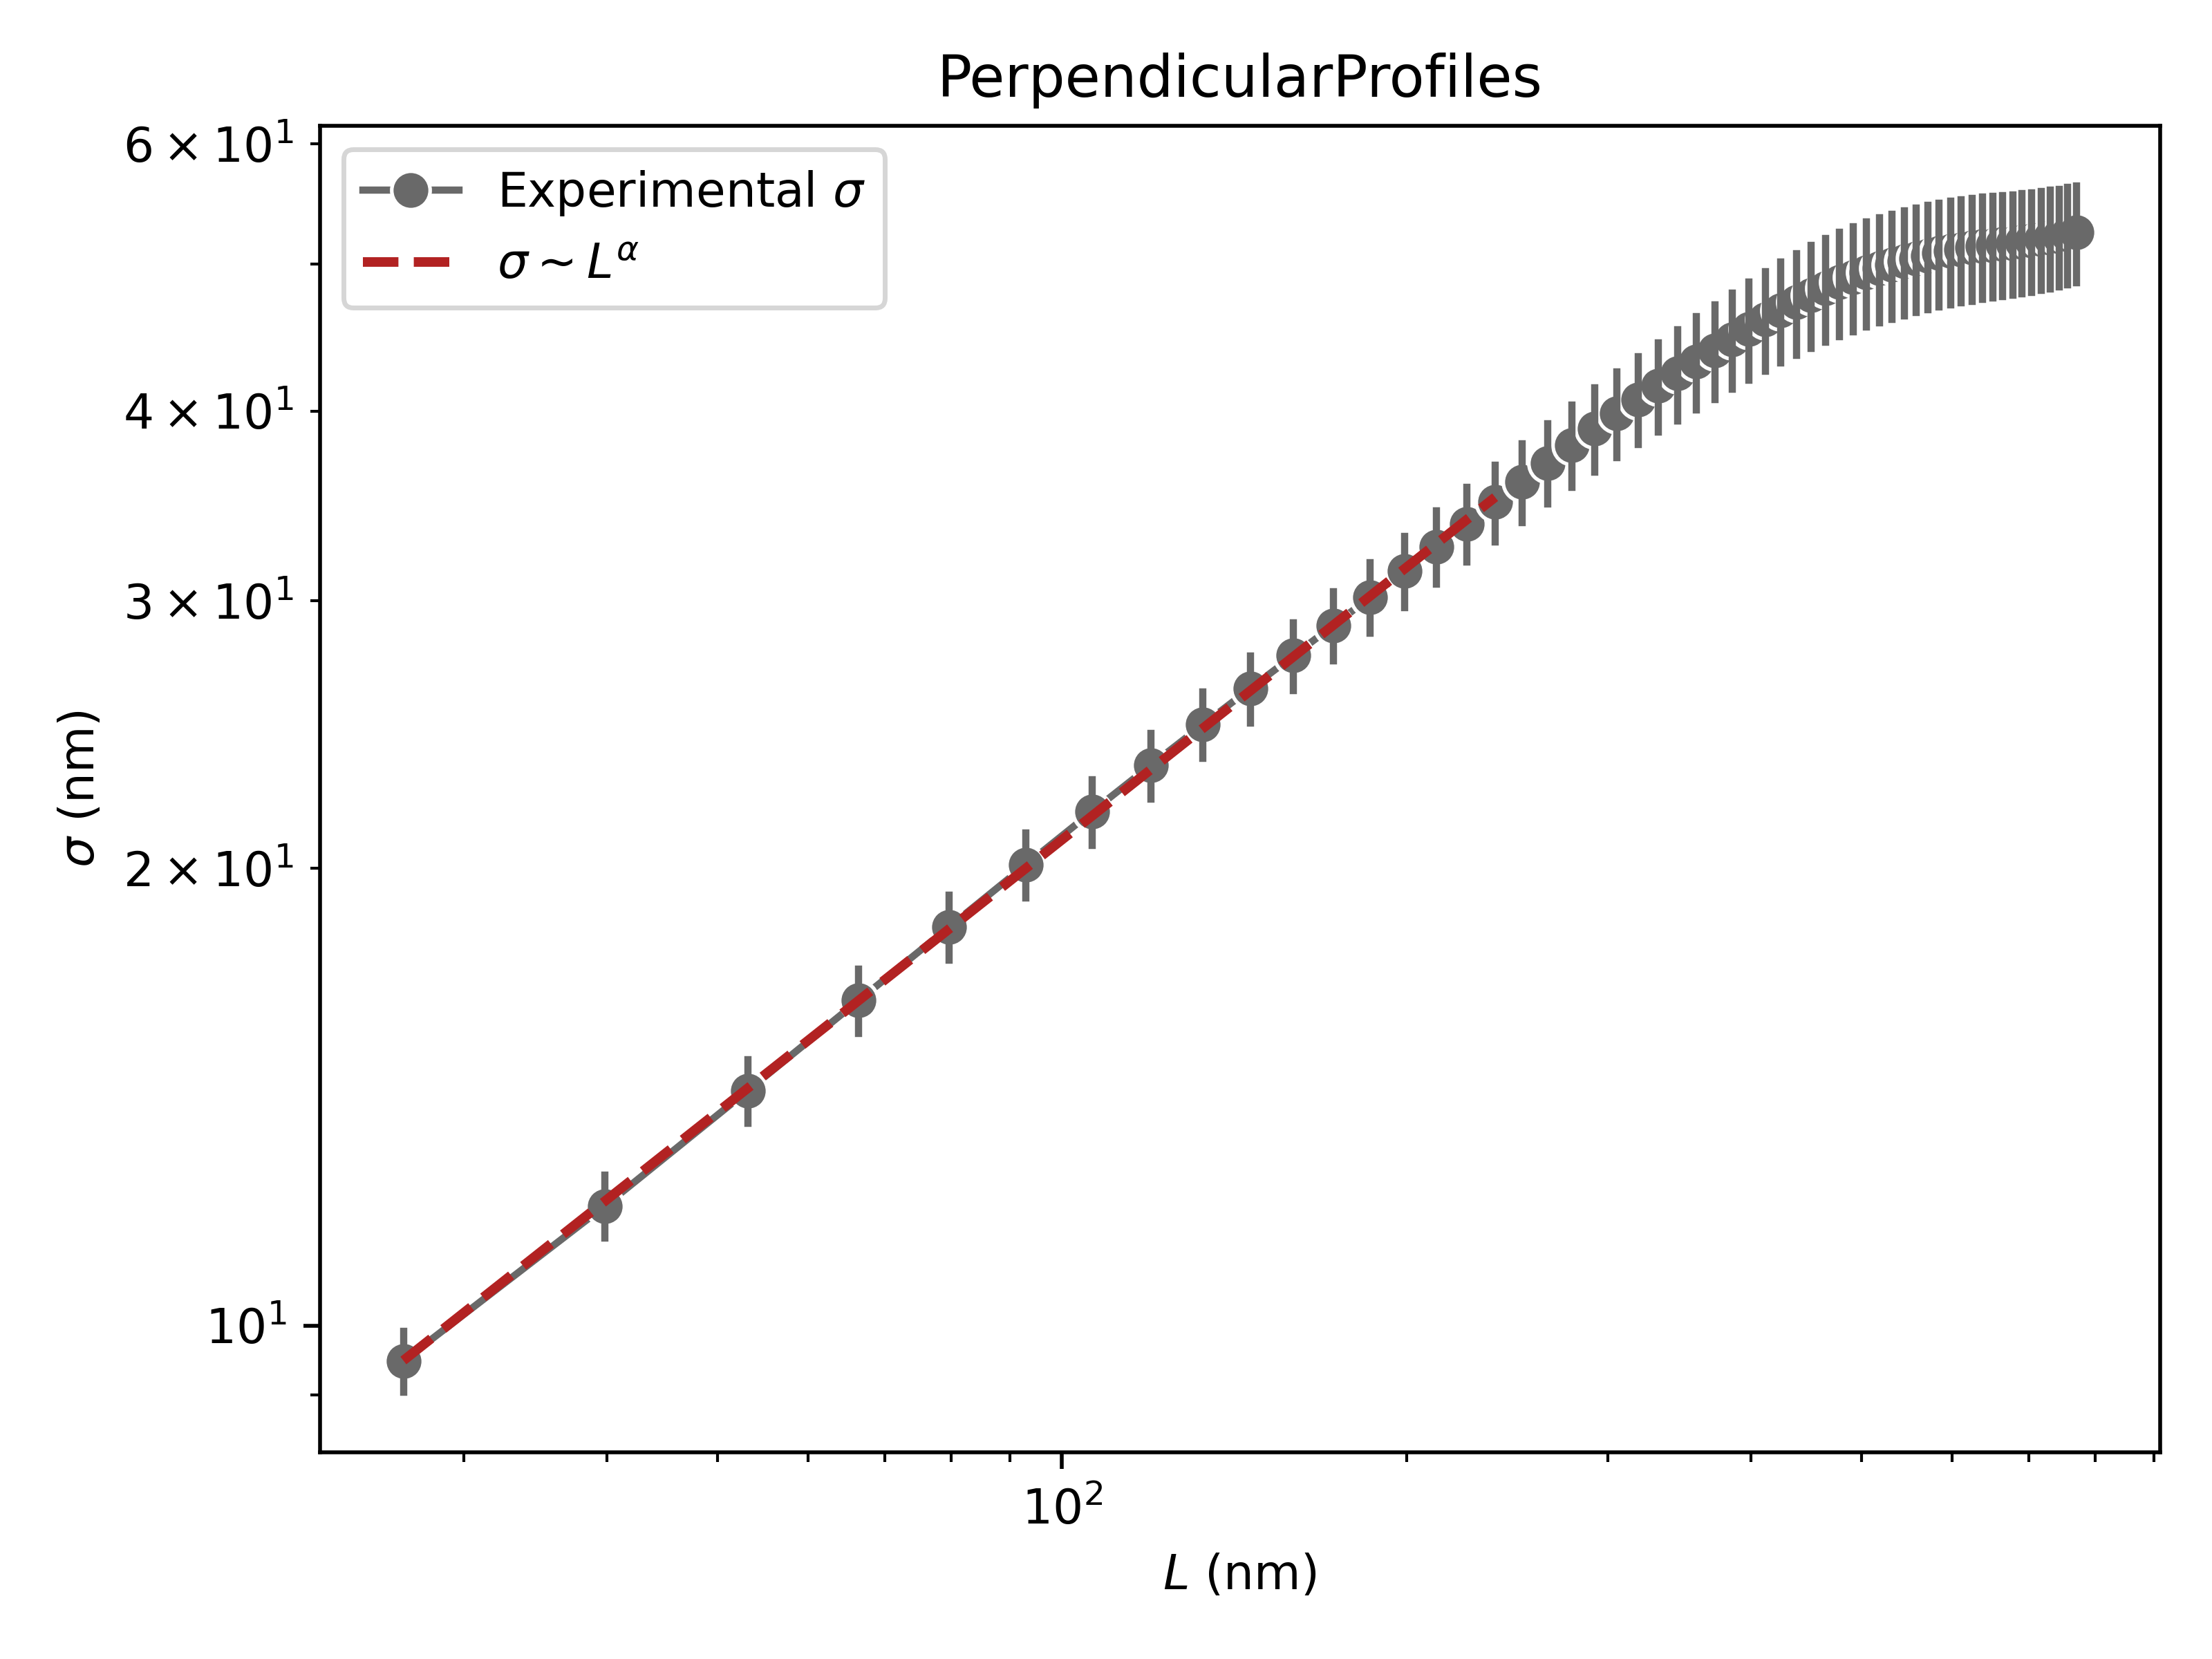 PerpendicularProfiles
6 × 10¹
Experimental σ
σ ~ L^α
4 × 10¹
3 × 10¹
σ (nm)
2 × 10¹
10¹
10²
L (nm)